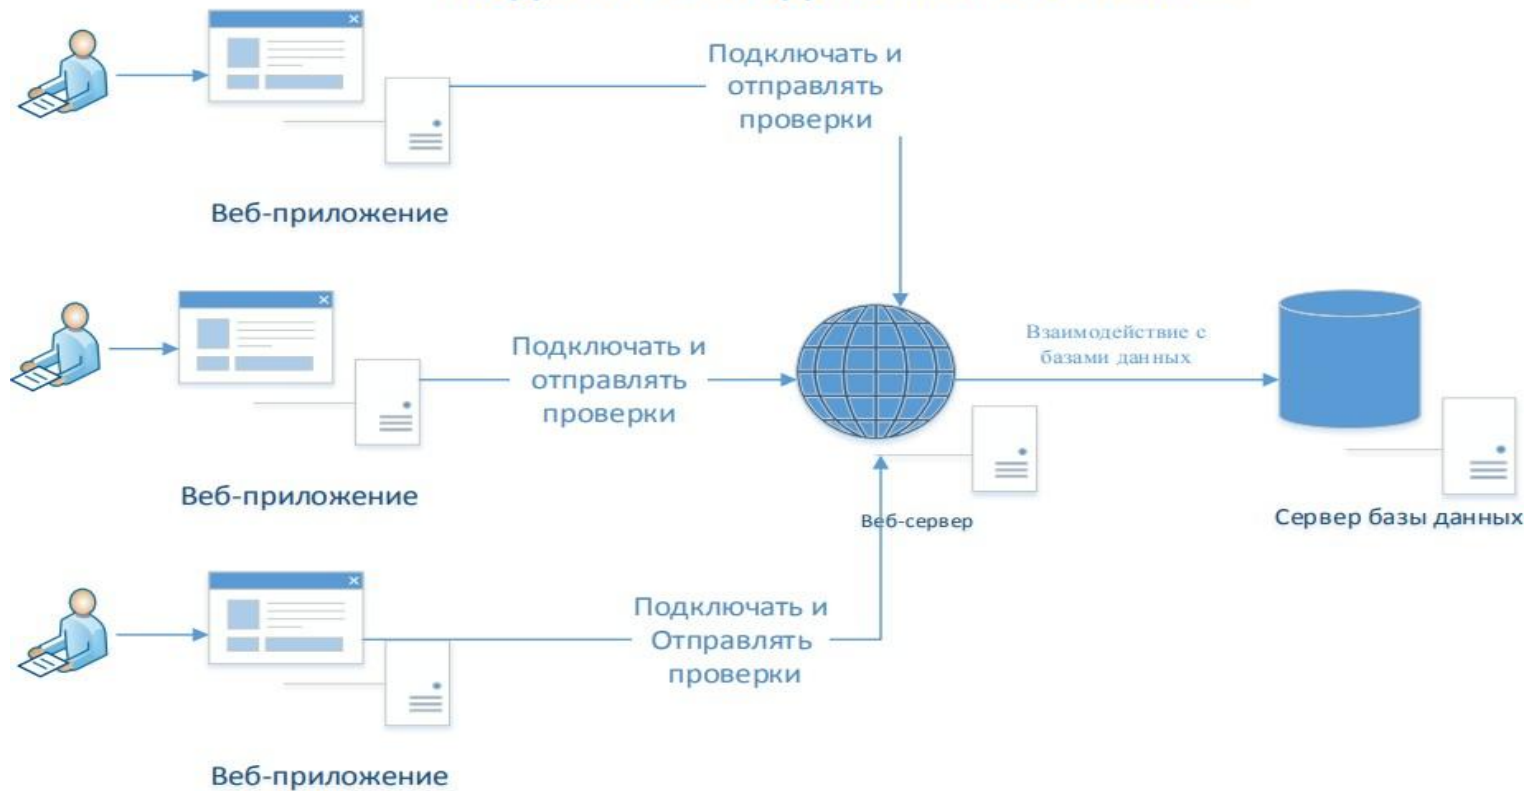 Подключать и
отправлять
проверки
Веб-приложение
Подключать и
отправлять
проверки
Взаимодействие с
базами данных
Веб-приложение
Веб-сервер
Сервер базы данных
Подключать и
Отправлять
проверки
Веб-приложение